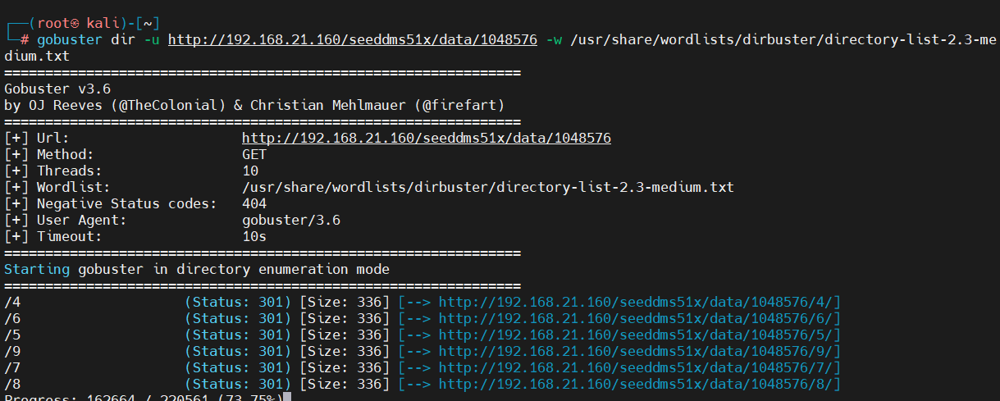 ┌──(root㉿ kali)-[~]
└─# gobuster dir -u http://192.168.21.160/seeddms51x/data/1048576 -w /usr/share/wordlists/dirbuster/directory-list-2.3-me
dium.txt
===============================================================
Gobuster v3.6
by OJ Reeves (@TheColonial) & Christian Mehlmauer (@firefart)
===============================================================
[+] Url:                     http://192.168.21.160/seeddms51x/data/1048576
[+] Method:                  GET
[+] Threads:                 10
[+] Wordlist:                /usr/share/wordlists/dirbuster/directory-list-2.3-medium.txt
[+] Negative Status codes:   404
[+] User Agent:              gobuster/3.6
[+] Timeout:                 10s
===============================================================
Starting gobuster in directory enumeration mode
===============================================================
/4                    (Status: 301) [Size: 336] [--> http://192.168.21.160/seeddms51x/data/1048576/4/]
/6                    (Status: 301) [Size: 336] [--> http://192.168.21.160/seeddms51x/data/1048576/6/]
/5                    (Status: 301) [Size: 336] [--> http://192.168.21.160/seeddms51x/data/1048576/5/]
/9                    (Status: 301) [Size: 336] [--> http://192.168.21.160/seeddms51x/data/1048576/9/]
/7                    (Status: 301) [Size: 336] [--> http://192.168.21.160/seeddms51x/data/1048576/7/]
/8                    (Status: 301) [Size: 336] [--> http://192.168.21.160/seeddms51x/data/1048576/8/]
Progress: 162664 / 220561 (73.75%)